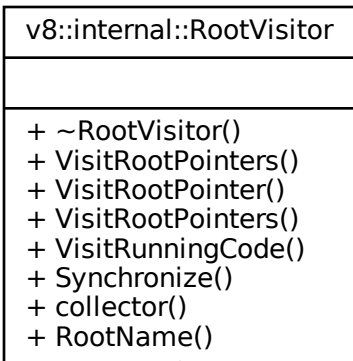 v8::internal::RootVisitor
+ ~RootVisitor()
+ VisitRootPointers()
+ VisitRootPointer()
+ VisitRootPointers()
+ VisitRunningCode()
+ Synchronize()
+ collector()
+ RootName()